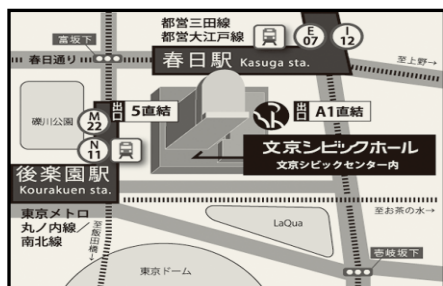 都営三田線
都営大江戸線
E
07
I
12
富坂下
春日通り
春日駅 Kasuga sta.
至上野→
礫川公園
M
22
N
11
出口
5直結
出口
A1直結
文京シビックホール
文京シビックセンター内
後楽園駅
Kourakuen sta.
東京メトロ
丸ノ内線/
南北線
至飯田橋→
至お茶の水→
LaQua
東京ドーム
壱岐坂下